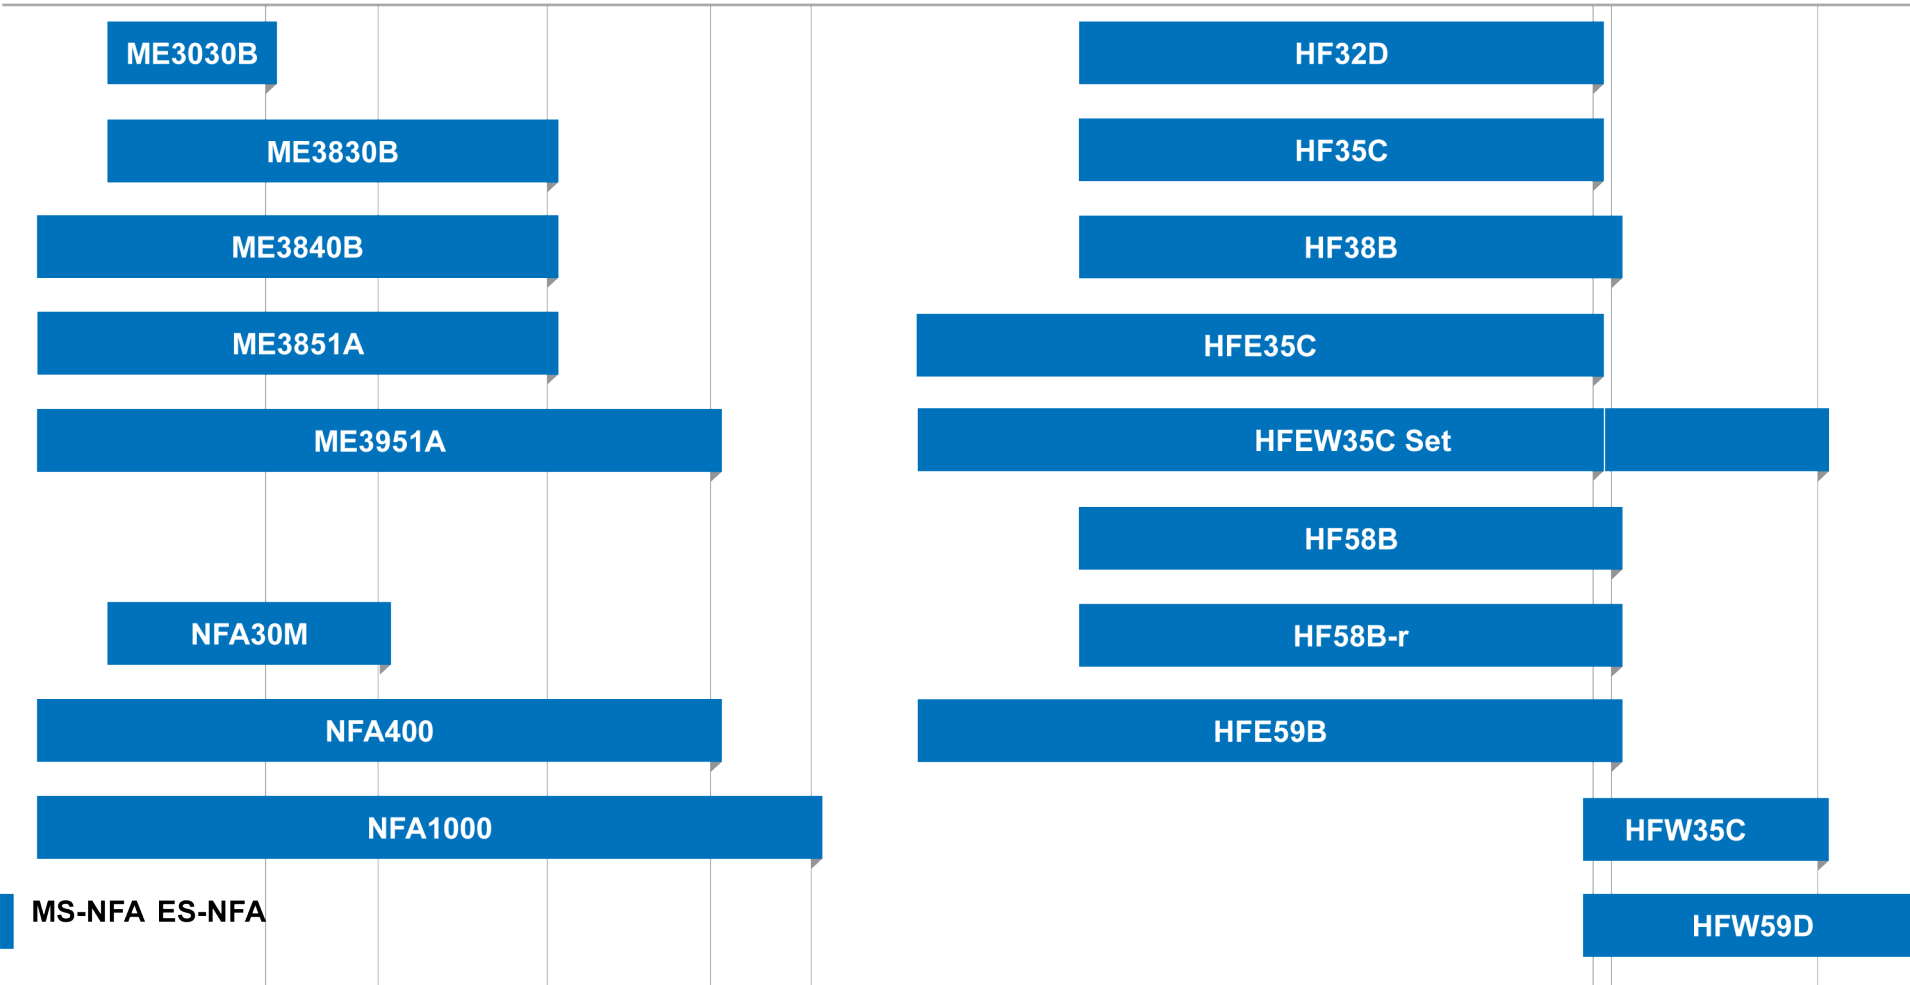 ME3030B
ME3830B
ME3840B
ME3851A
ME3951A
NFA30M
NFA400
NFA1000
MS-NFA ES-NFA
HF32D
HF35C
HF38B
HFE35C
HFEW35C Set
HF58B
HF58B-r
HFE59B
HFW35C
HFW59D